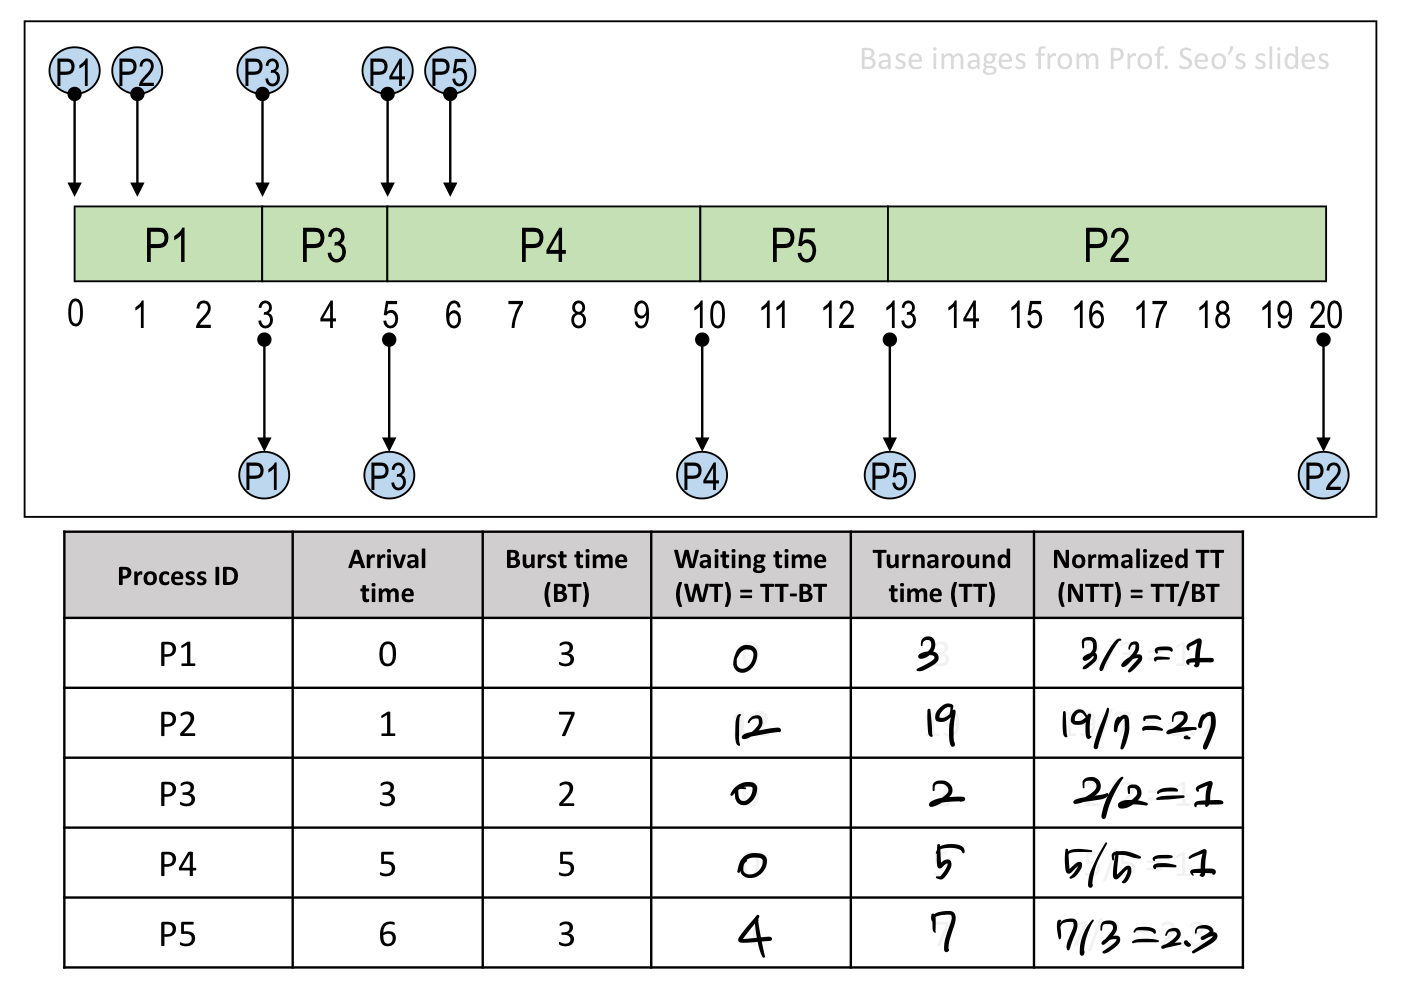 P1 P2 P3 P4 P5
Base images from Prof. Seo's slides
P1 P3 P4 P5 P2
0 1 2 3 4 5 6 7 8 9 10 11 12 13 14 15 16 17 18 19 20
P1 P3 P4 P5 P2
Process ID
Arrival
time
Burst time
(BT)
Waiting time
(WT) = TT-BT
Turnaround
time (TT)
Normalized TT
(NTT) = TT/BT
P1 0 3 0 3 3/3 = 1
P2 1 7 12 19 19/7 = 2.7
P3 3 2 0 2 2/2 = 1
P4 5 5 0 5 5/5 = 1
P5 6 3 4 7 7/3 = 2.3